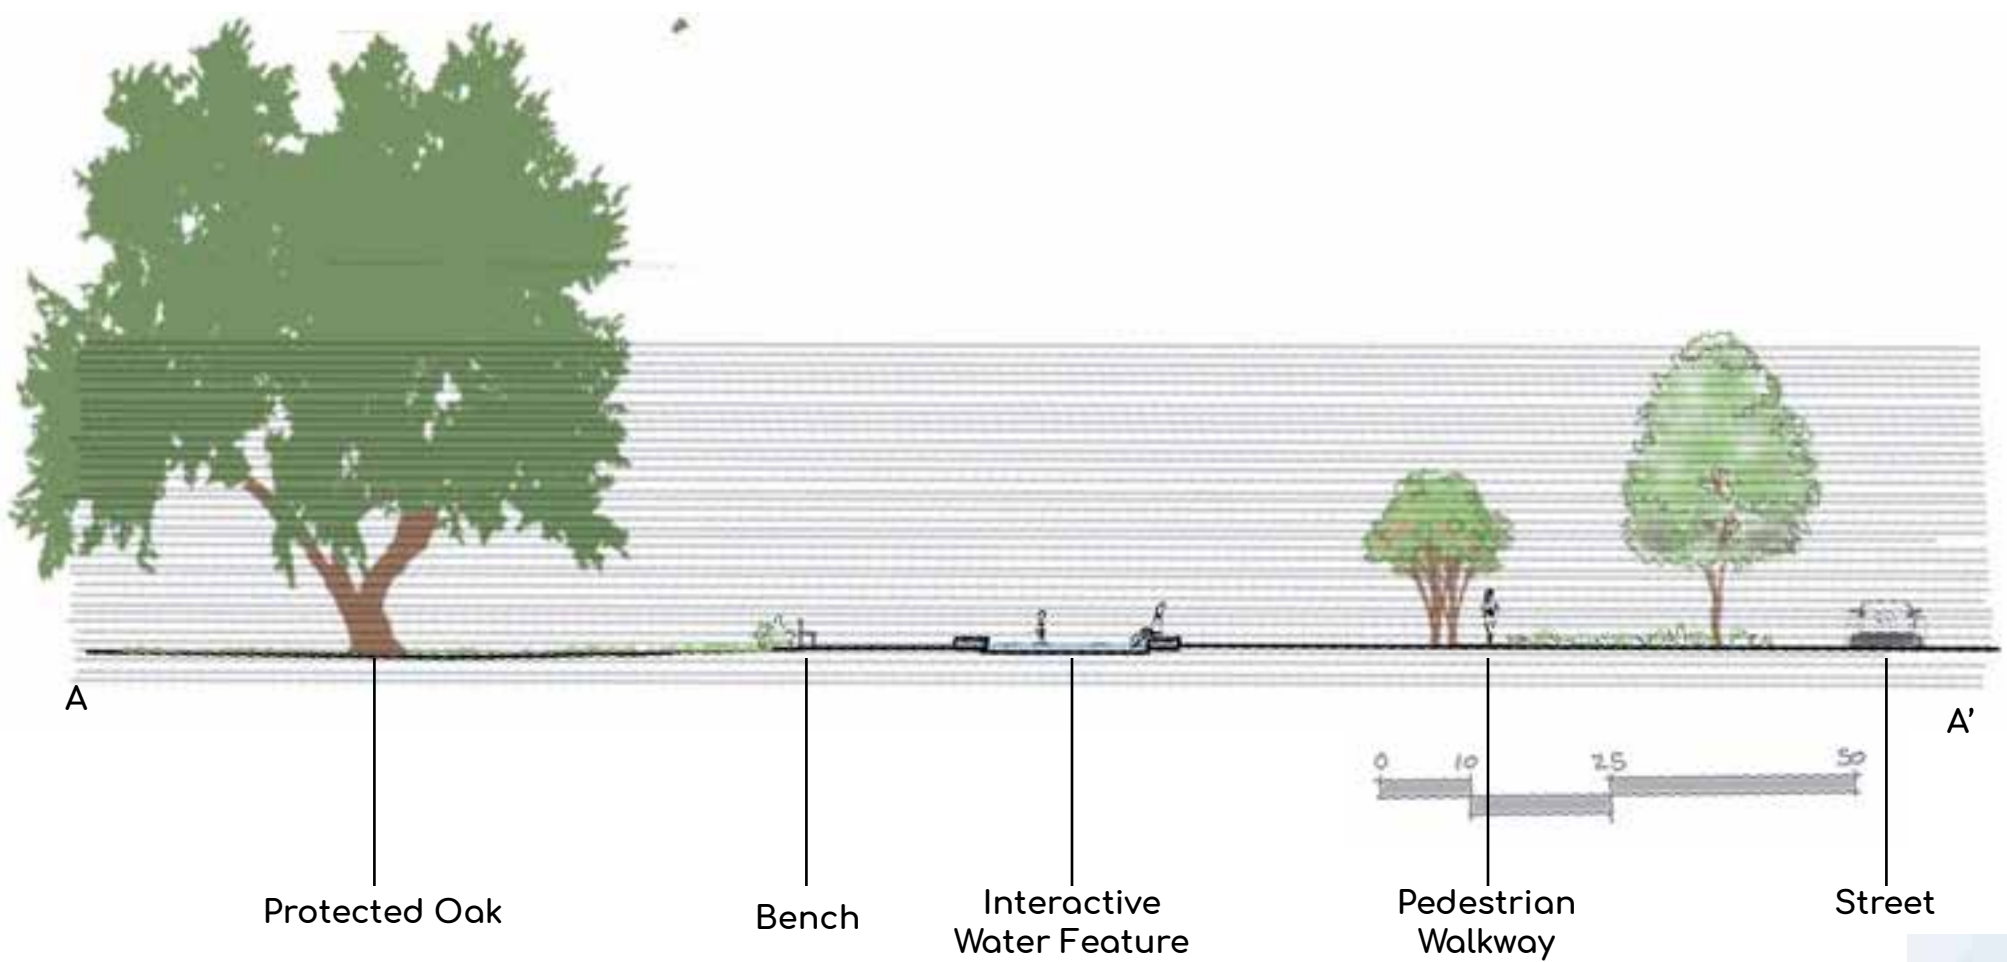 A
A'
0 10 25 50
Protected Oak
Bench
Interactive
Water Feature
Pedestrian
Walkway
Street